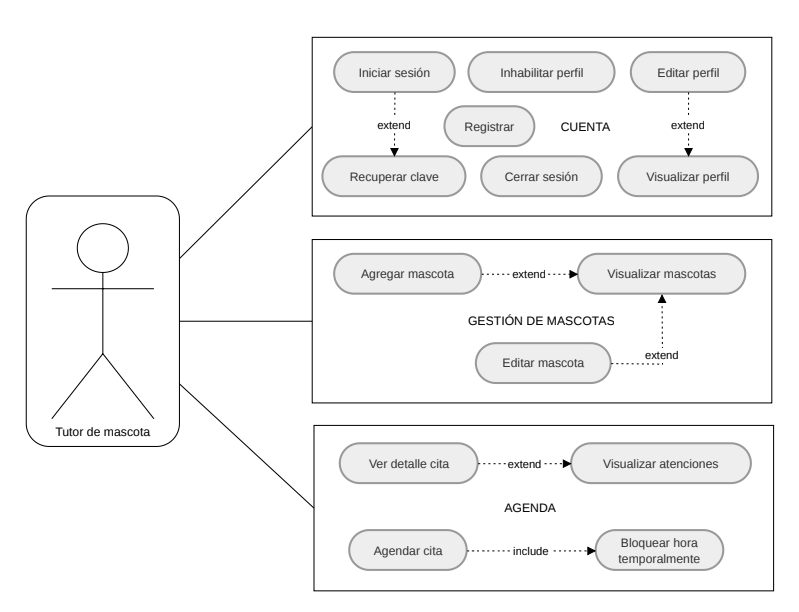 Iniciar sesión
Inhabilitar perfil
Editar perfil
extend
Registrar
CUENTA
extend
Recuperar clave
Cerrar sesión
Visualizar perfil
Agregar mascota
extend
Visualizar mascotas
GESTIÓN DE MASCOTAS
extend
Editar mascota
Tutor de mascota
Ver detalle cita
extend
Visualizar atenciones
AGENDA
Agendar cita
include
Bloquear hora
temporalmente